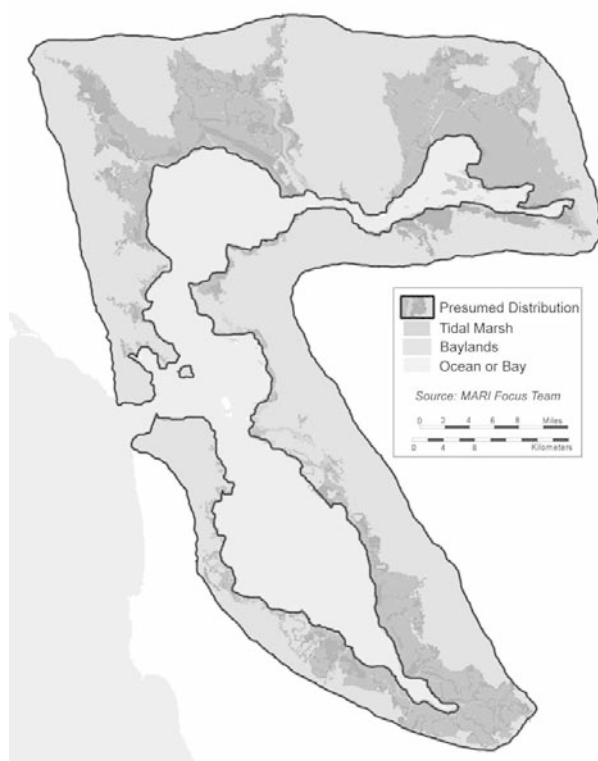 Presumed Distribution
Tidal Marsh
Baylands
Ocean or Bay
Source: MARI Focus Team
0 2 4 6 8 Miles
0 4 8 Kilometers